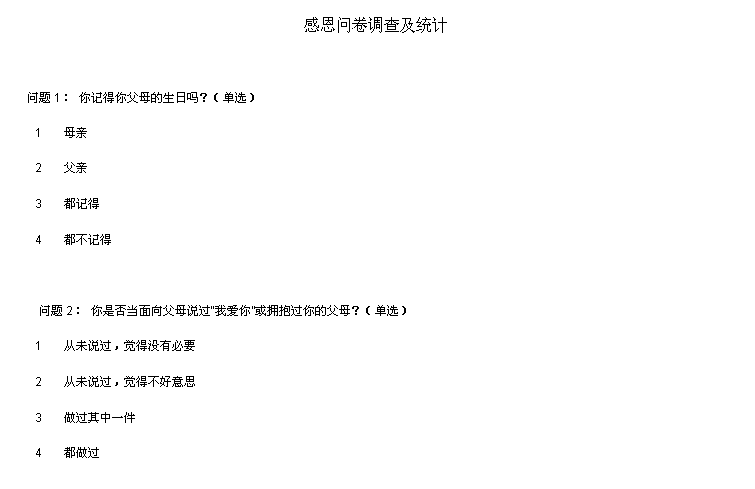 感恩问卷调查及统计
问题 1： 你记得你父母的生日吗？（ 单选 ）
1 母亲
2 父亲
3 都记得
4 都不记得
问题 2： 你是否当面向父母说过"我爱你"或拥抱过你的父母？（ 单选 ）
1 从未说过，觉得没有必要
2 从未说过，觉得不好意思
3 做过其中一件
4 都做过